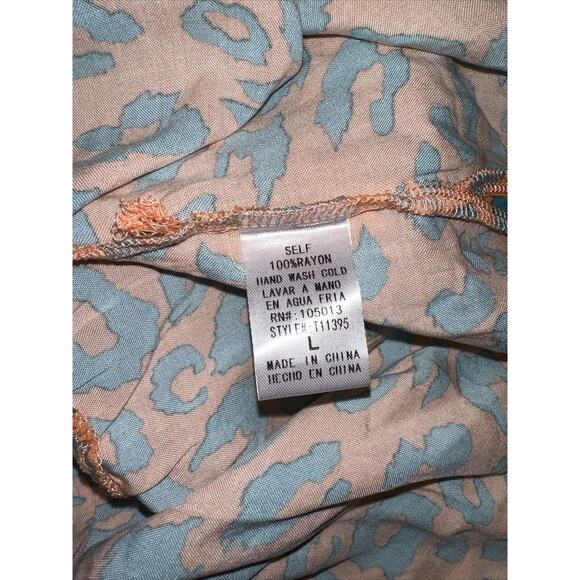 SELF
100%RAYON
HAND WASH COLD
LAVAR A MANO
EN AGUA FRIA
RN#:105013
STYLE#:T11395
L
MADE IN CHINA
HECHO EN CHINA